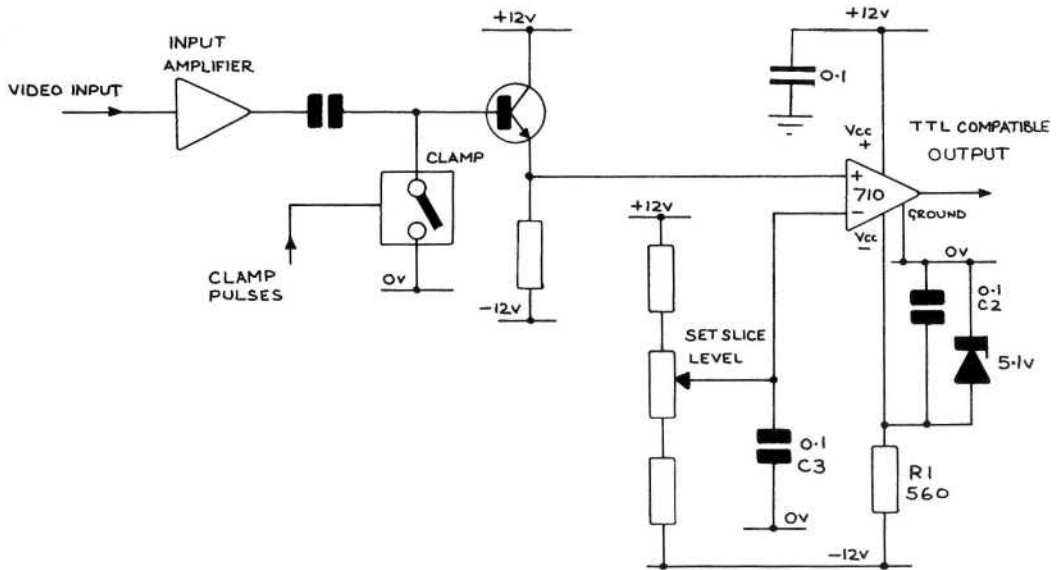 +12v
+12v
INPUT
AMPLIFIER
VIDEO INPUT
0.1
Vcc
+
TTL COMPATIBLE
OUTPUT
CLAMP
+
710
-
+12v
GROUND
Vcc
-
0v
CLAMP
PULSES
0v
-12v
0.1
C2
SET SLICE
LEVEL
5.1v
0.1
C3
R1
560
0v
-12v